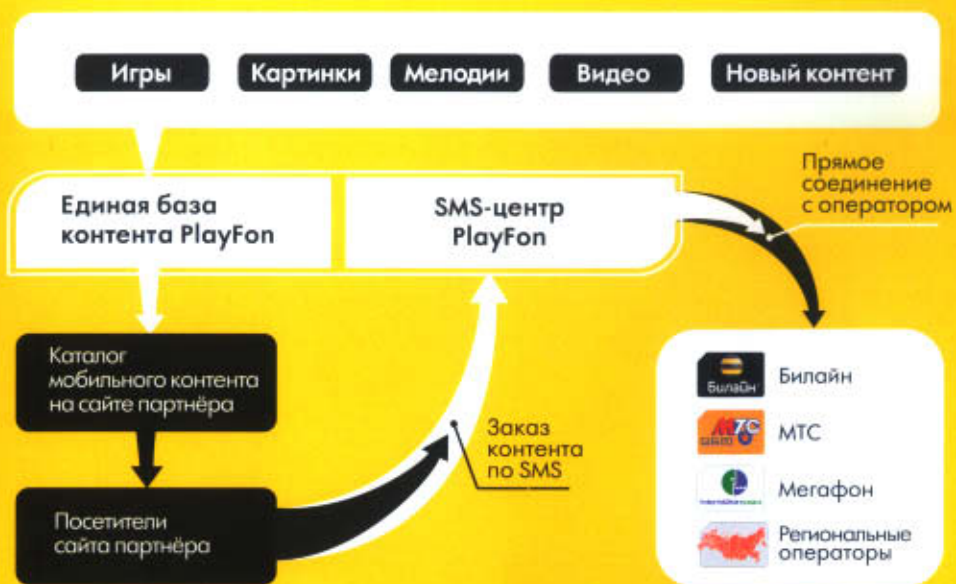 Игры
Картинки
Мелодии
Видео
Новый контент
Единая база
контента PlayFon
SMS-центр
PlayFon
Прямое
соединение
с оператором
Каталог
мобильного контента
на сайте партнёра
Заказ
контента
по SMS
Посетители
сайта партнёра
Билайн
Билайн
МТС
МТС
Мегафон
Региональные
операторы